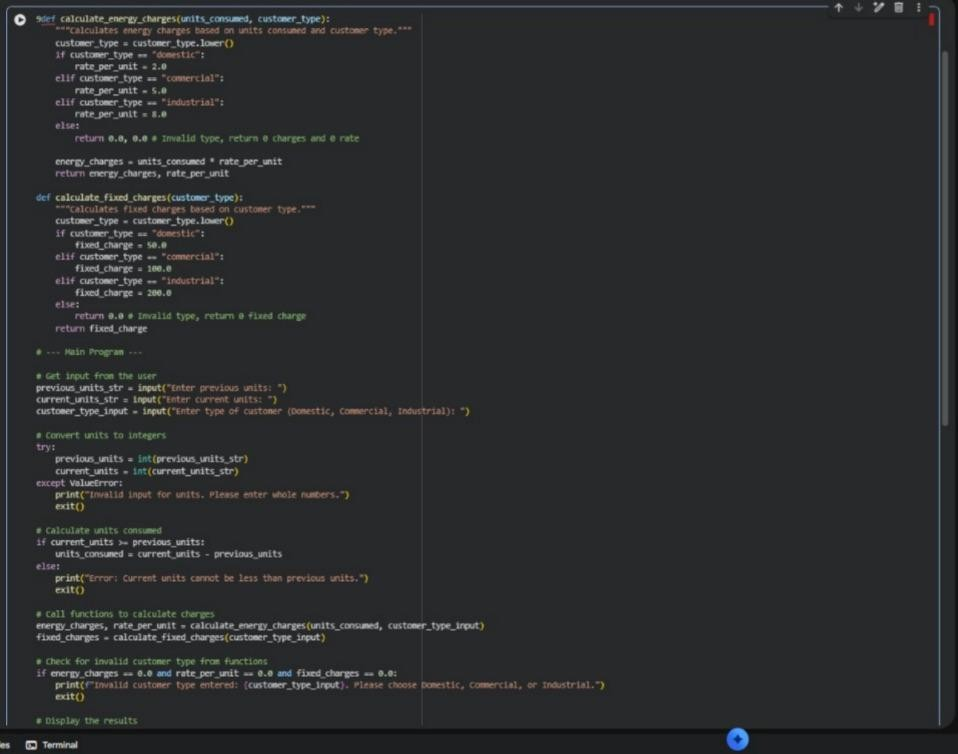 9def calculate_energy_charges(units_consumed, customer_type):
    """Calculates energy charges based on units consumed and customer type."""
    customer_type = customer_type.lower()
    if customer_type == "domestic":
        rate_per_unit = 2.0
    elif customer_type == "commercial":
        rate_per_unit = 5.0
    elif customer_type == "industrial":
        rate_per_unit = 8.0
    else:
        return 0.0, 0.0 # Invalid type, return 0 charges and 0 rate

    energy_charges = units_consumed * rate_per_unit
    return energy_charges, rate_per_unit

def calculate_fixed_charges(customer_type):
    """Calculates fixed charges based on customer type."""
    customer_type = customer_type.lower()
    if customer_type == "domestic":
        fixed_charge = 50.0
    elif customer_type == "commercial":
        fixed_charge = 100.0
    elif customer_type == "industrial":
        fixed_charge = 200.0
    else:
        return 0.0 # Invalid type, return 0 fixed charge
    return fixed_charge

# --- Main Program ---

# Get input from the user
previous_units_str = input("Enter previous units: ")
current_units_str = input("Enter current units: ")
customer_type_input = input("Enter type of customer (Domestic, Commercial, Industrial): ")

# Convert units to integers
try:
    previous_units = int(previous_units_str)
    current_units = int(current_units_str)
except ValueError:
    print("Invalid input for units. Please enter whole numbers.")
    exit()

# Calculate units consumed
if current_units >= previous_units:
    units_consumed = current_units - previous_units
else:
    print("Error: Current units cannot be less than previous units.")
    exit()

# Call functions to calculate charges
energy_charges, rate_per_unit = calculate_energy_charges(units_consumed, customer_type_input)
fixed_charges = calculate_fixed_charges(customer_type_input)

# Check for invalid customer type from functions
if energy_charges == 0.0 and rate_per_unit == 0.0 and fixed_charges == 0.0:
    print(f"Invalid customer type entered: {customer_type_input}. Please choose Domestic, Commercial, or Industrial.")
    exit()

# Display the results
les Terminal